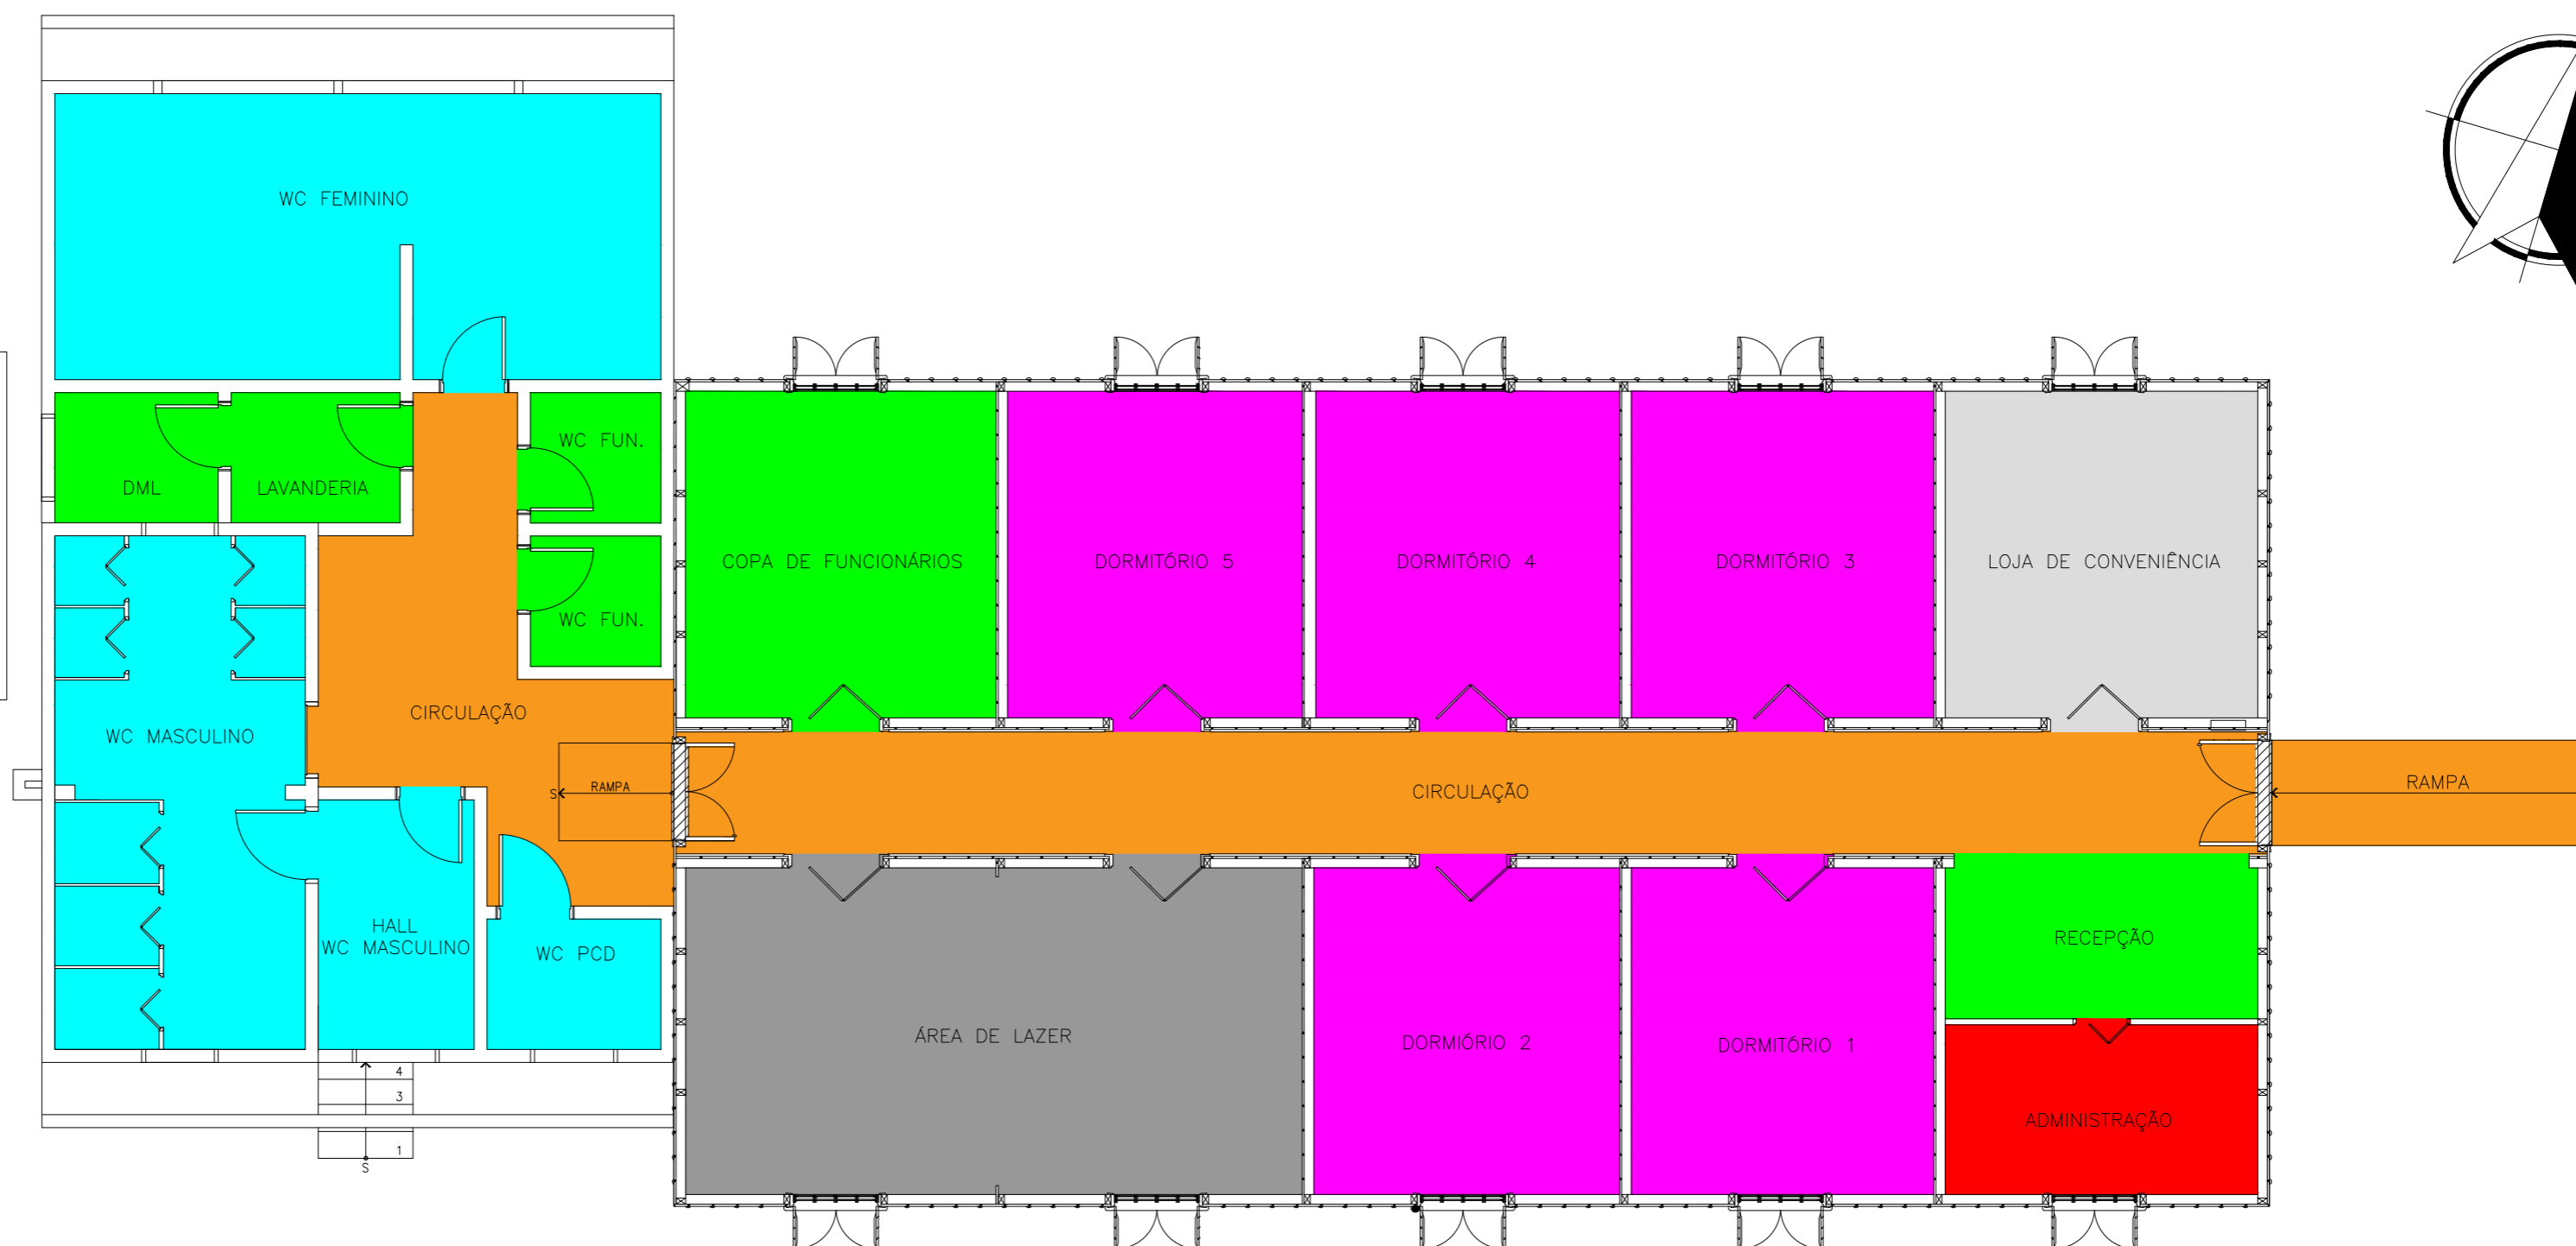 WC FEMININO
DML
LAVANDERIA
WC FUN.
WC FUN.
COPA DE FUNCIONÁRIOS
DORMITÓRIO 5
DORMITÓRIO 4
DORMITÓRIO 3
LOJA DE CONVENIÊNCIA
WC MASCULINO
CIRCULAÇÃO
S
RAMPA
CIRCULAÇÃO
RAMPA
HALL
WC MASCULINO
WC PCD
ÁREA DE LAZER
DORMIÓRIO 2
DORMITÓRIO 1
RECEPÇÃO
ADMINISTRAÇÃO
4
3
1
S